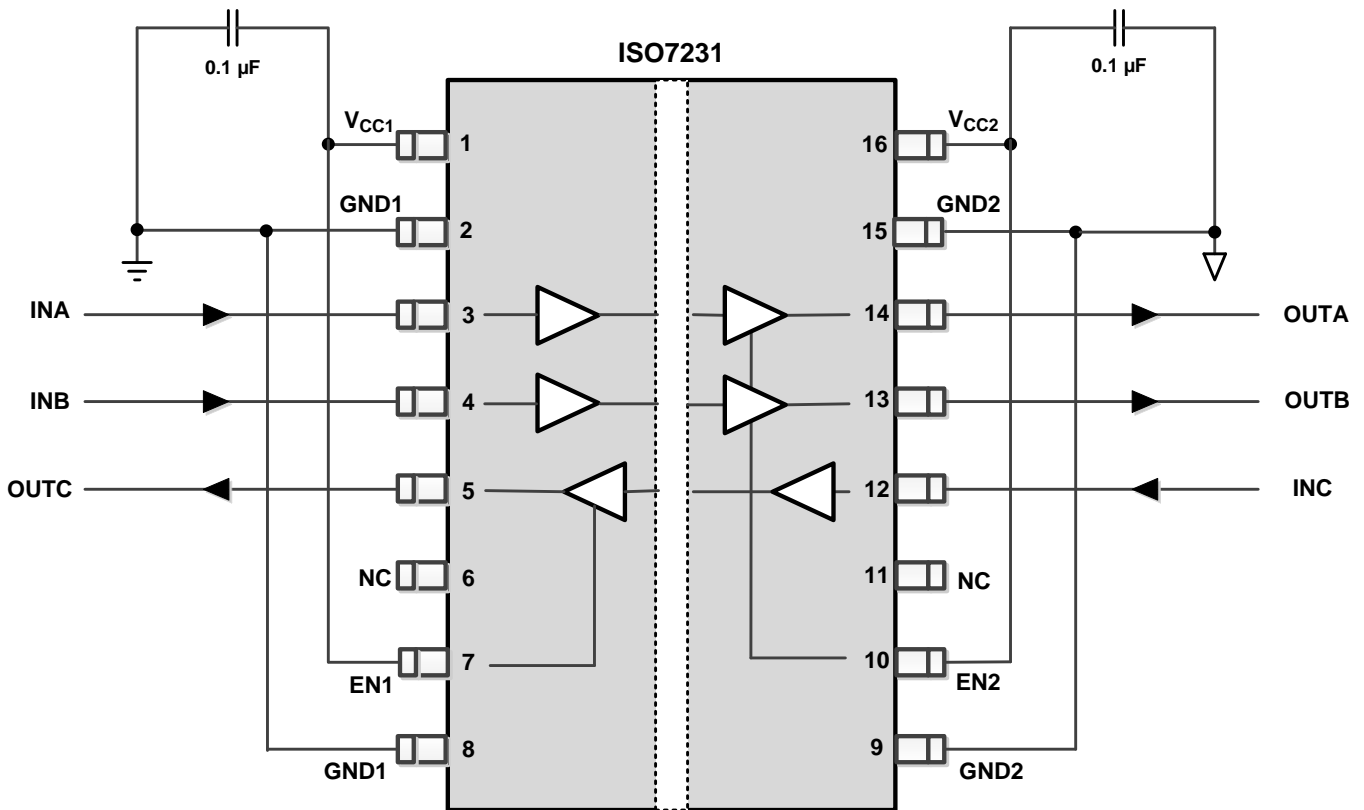 0.1 µF
0.1 µF
ISO7231
VCC1
1
16
VCC2
GND1
2
15
GND2
INA
3
14
OUTA
INB
4
13
OUTB
OUTC
5
12
INC
NC
6
11
NC
EN1
7
10
EN2
GND1
8
9
GND2